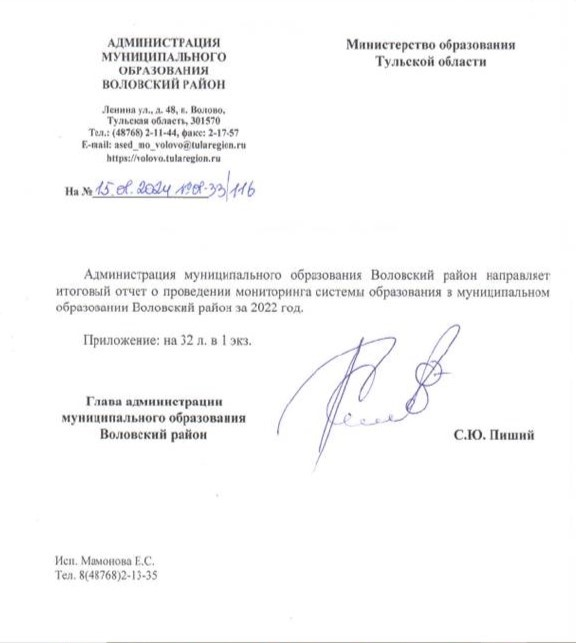 АДМИНИСТРАЦИЯ
МУНИЦИПАЛЬНОГО
ОБРАЗОВАНИЯ
ВОЛОВСКИЙ РАЙОН
Ленина ул., д. 48, п. Волово,
Тульская область, 301570
Тел.: (48768) 2-11-44, факс: 2-17-57
E-mail: ased_mo_volovo@tularegion.ru
https://volovo.tularegion.ru
На № 15.01.2024 № 01-33/116
Министерство образования
Тульской области
Администрация муниципального образования Воловский район направляет
итоговый отчет о проведении мониторинга системы образования в муниципальном
образовании Воловский район за 2022 год.
Приложение: на 32 л. в 1 экз.
Глава администрации
муниципального образования
Воловский район
С.Ю. Пиший
Исп. Мамонова Е.С.
Тел. 8(48768)2-13-35